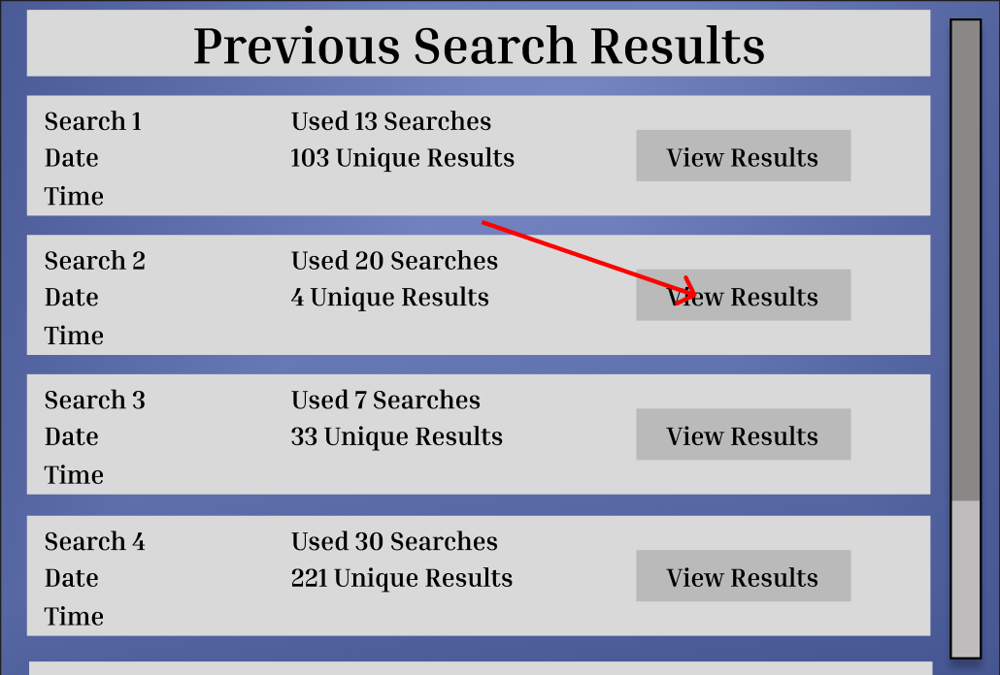 Previous Search Results
Search 1
Used 13 Searches
Date
103 Unique Results
View Results
Time
Search 2
Used 20 Searches
Date
4 Unique Results
View Results
Time
Search 3
Used 7 Searches
Date
33 Unique Results
View Results
Time
Search 4
Used 30 Searches
Date
221 Unique Results
View Results
Time